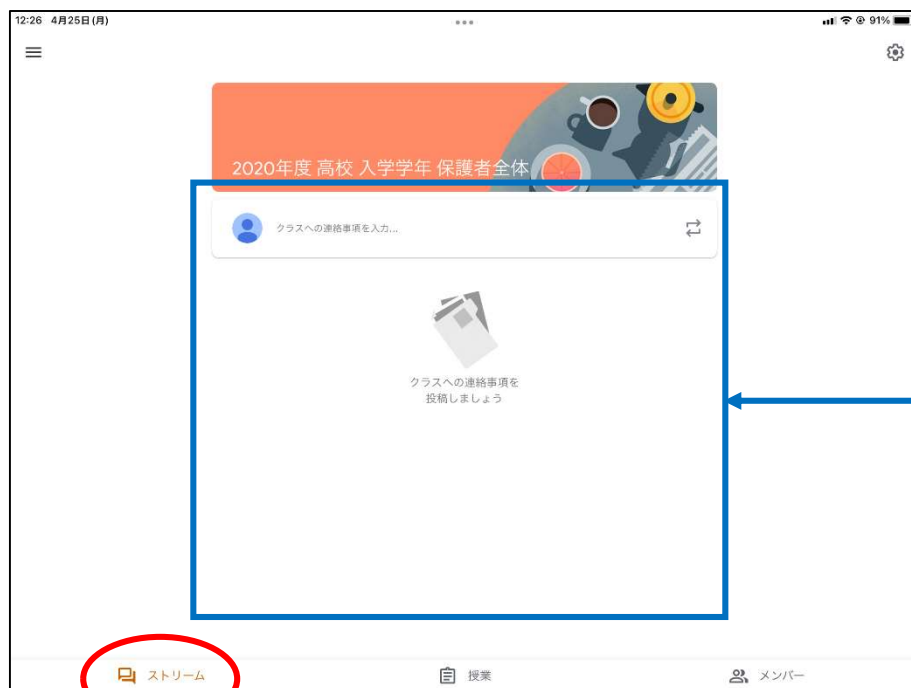 12:26 4月25日(月)
91%
2020年度 高校 入学学年 保護者全体
クラスへの連絡事項を入力...
クラスへの連絡事項を
投稿しましょう
ストリーム
授業
メンバー